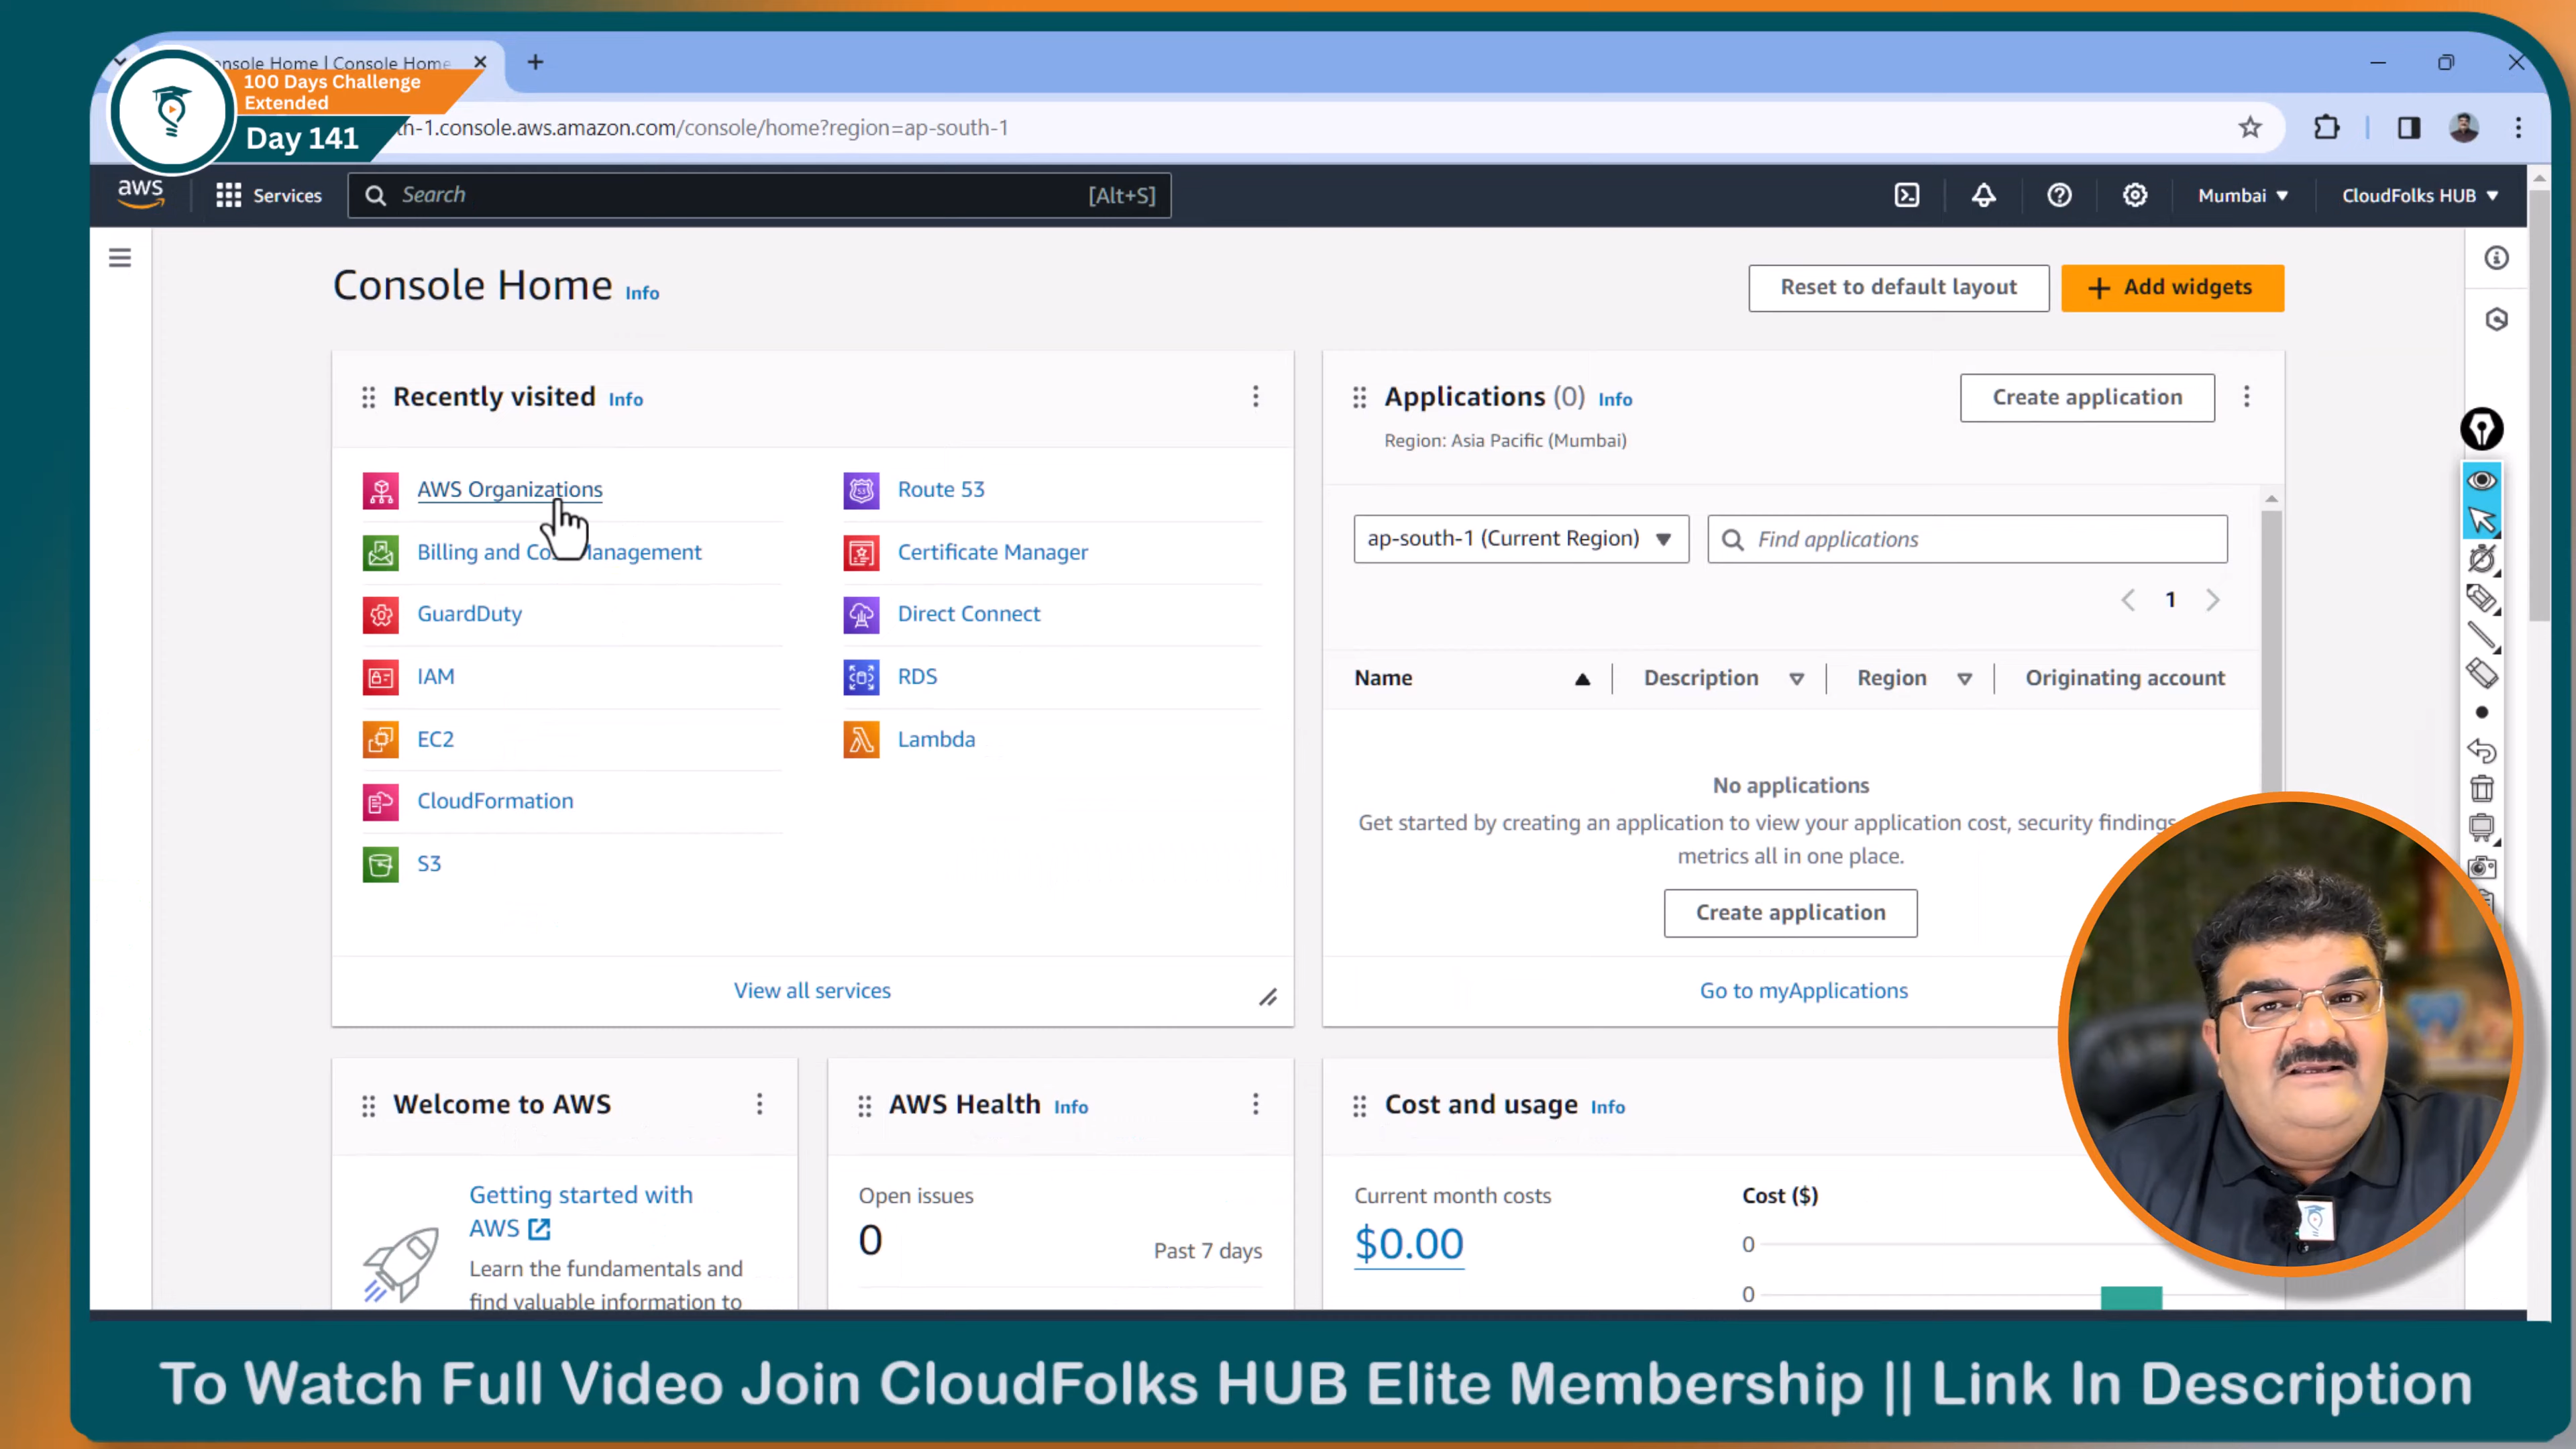 Console Home | Console Home
100 Days Challenge
Extended
Day 141
h-1.console.aws.amazon.com/console/home?region=ap-south-1
aws
Services
Search
[Alt+S]
Mumbai
CloudFolks HUB
Console Home Info
Reset to default layout
+ Add widgets
Recently visited Info
AWS Organizations
Billing and Cost Management
GuardDuty
IAM
EC2
CloudFormation
S3
Route 53
Certificate Manager
Direct Connect
RDS
Lambda
View all services
Applications (0) Info
Region: Asia Pacific (Mumbai)
Create application
ap-south-1 (Current Region)
Find applications
1
Name
Description
Region
Originating account
No applications
Get started by creating an application to view your application cost, security findings
metrics all in one place.
Create application
Go to myApplications
Welcome to AWS
Getting started with
AWS
Learn the fundamentals and
find valuable information to
AWS Health Info
Open issues
0
Past 7 days
Cost and usage Info
Current month costs
$0.00
Cost ($)
0
0
To Watch Full Video Join CloudFolks HUB Elite Membership || Link In Description